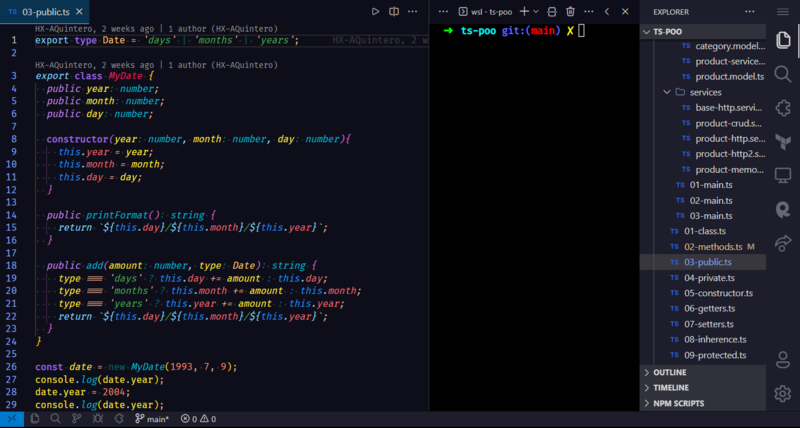 03-public.ts
HX-AQuintero, 2 weeks ago | 1 author (HX-AQuintero)
1 export type Date = 'days' | 'months' | 'years'; HX-AQuintero, 2 w
2
HX-AQuintero, 2 weeks ago | 1 author (HX-AQuintero)
3 export class MyDate {
4 public year: number;
5 public month: number;
6 public day: number;
7
8 constructor(year: number, month: number, day: number){
9 this.year = year;
10 this.month = month;
11 this.day = day;
12 }
13
14 public printFormat(): string {
15 return `${this.day}/${this.month}/${this.year}`;
16 }
17
18 public add(amount: number, type: Date): string {
19 type === 'days' ? this.day += amount : this.day;
20 type === 'months' ? this.month += amount : this.month;
21 type === 'years' ? this.year += amount : this.year;
22 return `${this.day}/${this.month}/${this.year}`;
23 }
24 }
25
26 const date = new MyDate(1993, 7, 9);
27 console.log(date.year);
28 date.year = 2004;
29 console.log(date.year);
main*
0 0
wsl - ts-poo
➜ ts-poo git:(main) ✗
EXPLORER
TS-POO
TS category.model...
TS product-service...
TS product.model.ts
services
TS base-http.servi...
TS product-crud.s...
TS product-http.se...
TS product-http2.s...
TS product-memo...
TS 01-main.ts
TS 02-main.ts
TS 03-main.ts
TS 01-class.ts
TS 02-methods.ts M
TS 03-public.ts
TS 04-private.ts
TS 05-constructor.ts
TS 06-getters.ts
TS 07-setters.ts
TS 08-inherence.ts
TS 09-protected.ts
OUTLINE
TIMELINE
NPM SCRIPTS